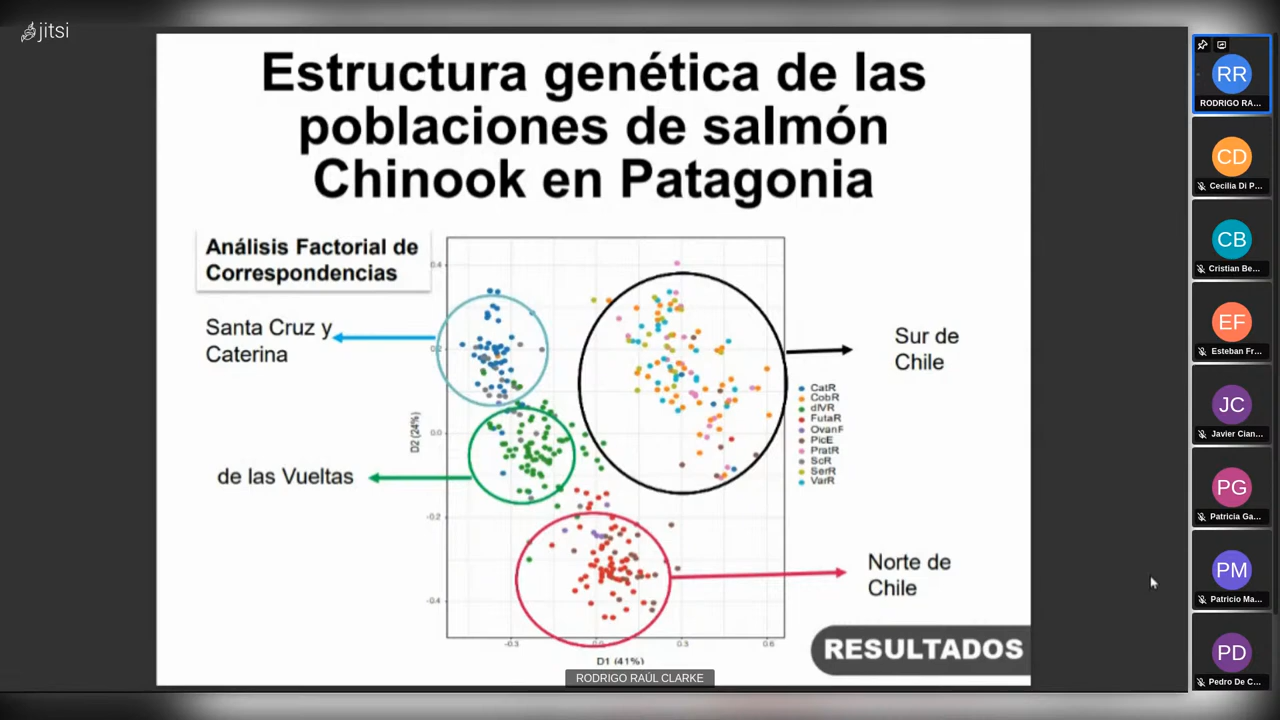 jitsi
Estructura genética de las
poblaciones de salmón
Chinook en Patagonia
Análisis Factorial de
Correspondencias
Santa Cruz y
Caterina
de las Vueltas
Sur de
Chile
Norte de
Chile
0.4
0.2
0.0
-0.2
-0.4
D2 (24%)
-0.3
0.0
0.3
0.6
D1 (41%)
CatR
CobR
dlVR
FutaR
PicE
PratR
ScR
SerR
VarR
RESULTADOS
RODRIGO RAÚL CLARKE
RR
RODRIGO RA...
CD
Cecilia Di P...
CB
Cristian Be...
EF
Esteban Fr...
JC
Javier Cian...
PG
Patricia Ga...
PM
Patricio Ma...
PD
Pedro De C...